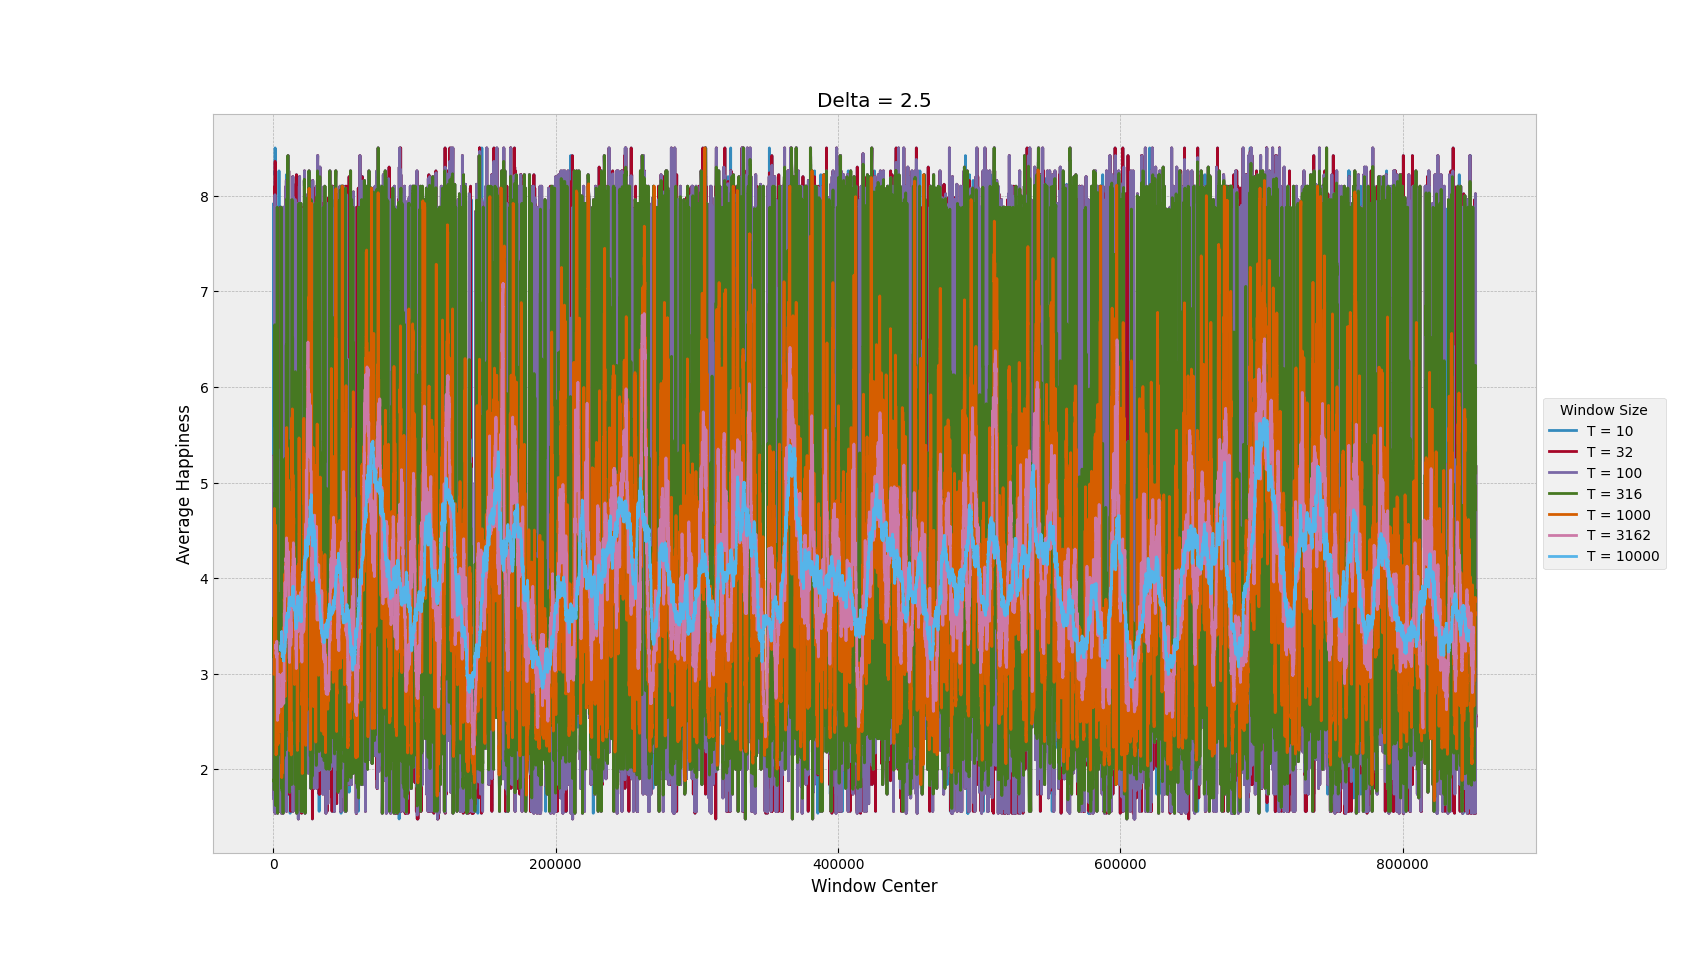 Delta = 2.5
Average Happiness
8
7
6
5
4
3
2
0
200000
400000
600000
800000
Window Center
Window Size
T = 10
T = 32
T = 100
T = 316
T = 1000
T = 3162
T = 10000